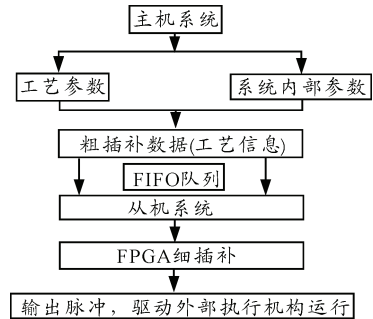 主机系统
工艺参数
系统内部参数
粗插补数据(工艺信息)
FIFO队列
从机系统
FPGA细插补
输出脉冲，驱动外部执行机构运行